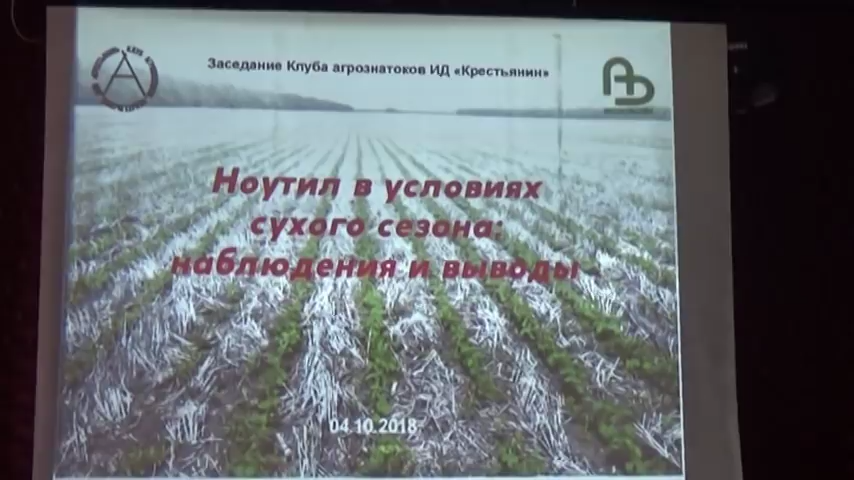 Заседание Клуба агрознатоков ИД «Крестьянин»
Ноутил в условиях
сухого сезона:
наблюдения и выводы
04.10.2018